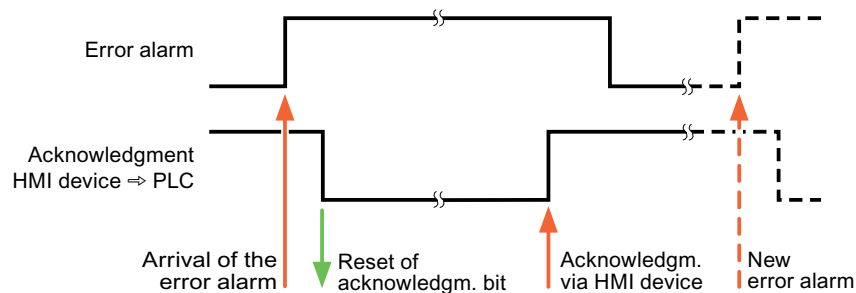 Error alarm
Acknowledgment
HMI device ⇨ PLC
Arrival of the
error alarm
Reset of
acknowledgm. bit
Acknowledgm.
via HMI device
New
error alarm